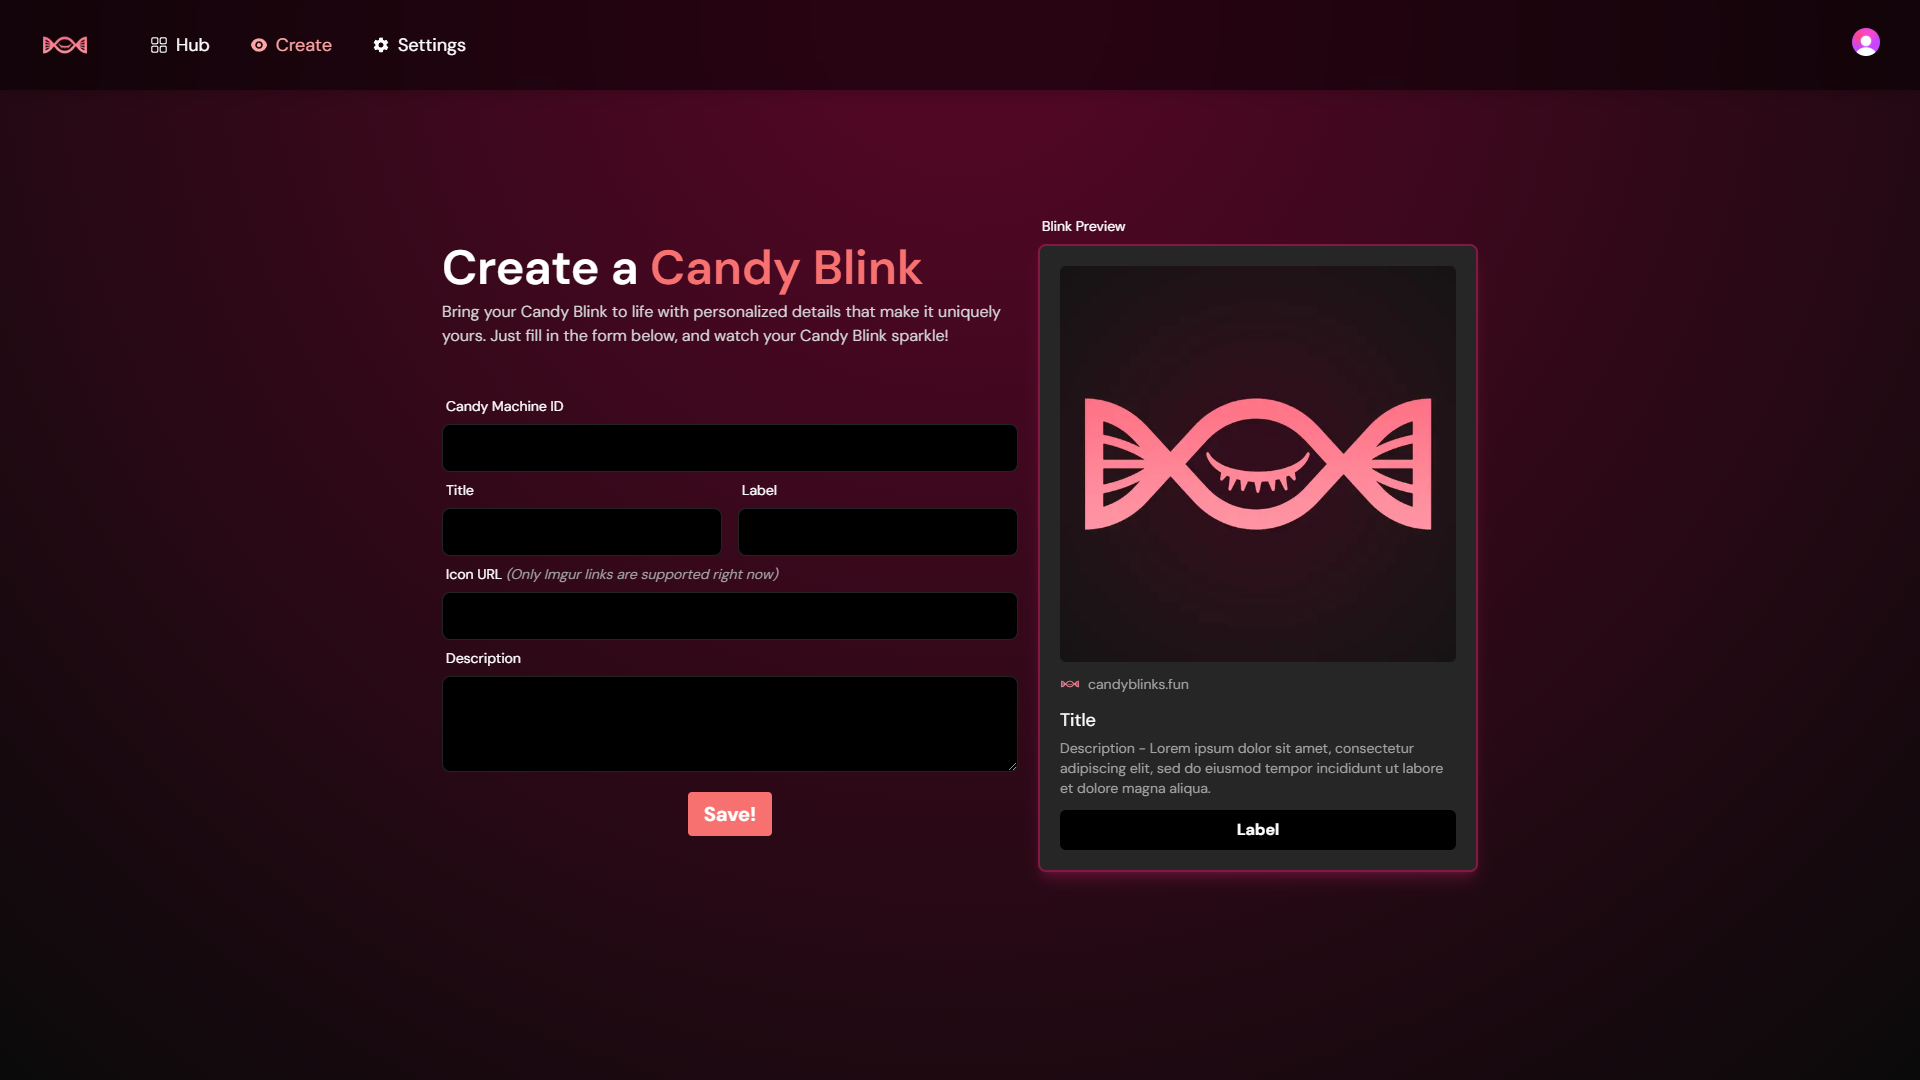 Hub
Create
Settings
Create a Candy Blink
Bring your Candy Blink to life with personalized details that make it uniquely
yours. Just fill in the form below, and watch your Candy Blink sparkle!
Candy Machine ID
Title
Label
Icon URL (Only Imgur links are supported right now)
Description
Save!
Blink Preview
candyblinks.fun
Title
Description - Lorem ipsum dolor sit amet, consectetur
adipiscing elit, sed do eiusmod tempor incididunt ut labore
et dolore magna aliqua.
Label